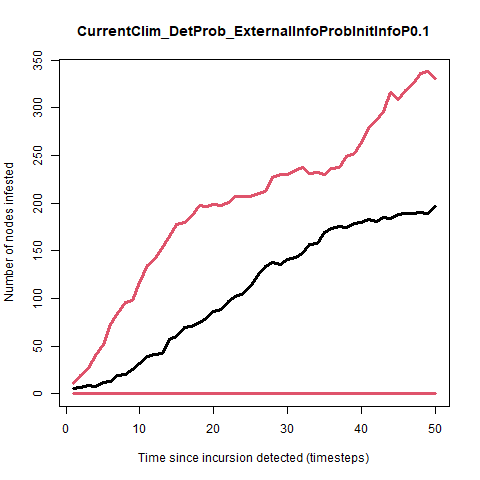 CurrentClim_DetProb_ExternalInfoProbInitInfoP0.1
Number of nodes infested
350
300
250
200
150
100
50
0
0 10 20 30 40 50
Time since incursion detected (timesteps)